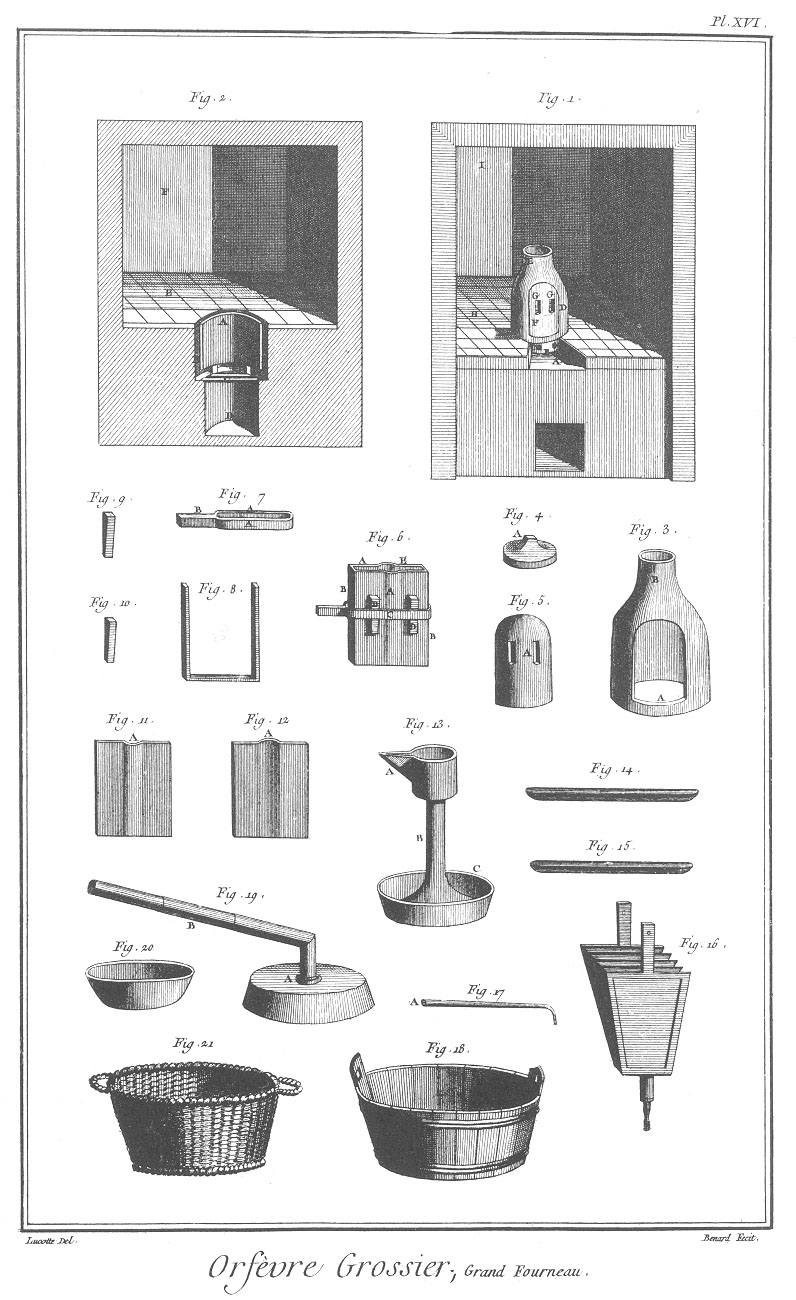 Pl. XVI.
Fig. 2. Fig. 1.
F
B
A
D
I
B
G G
F D
H
A
Fig. 9. Fig. 7
B A
A
Fig. 6. Fig. 4. Fig. 3.
A
A B
B A
D
C
D B
B
A
Fig. 10. Fig. 8. Fig. 5.
A
Fig. 11. Fig. 12 Fig. 13.
A A
A
B
C
Fig. 14.
Fig. 15.
Fig. 19.
B
A
Fig. 20
Fig. 16.
Fig. 17
A
Fig. 21 Fig. 18.
Lucotte Del. Benard Fecit.
Orfèvre Grossier, Grand Fourneau.